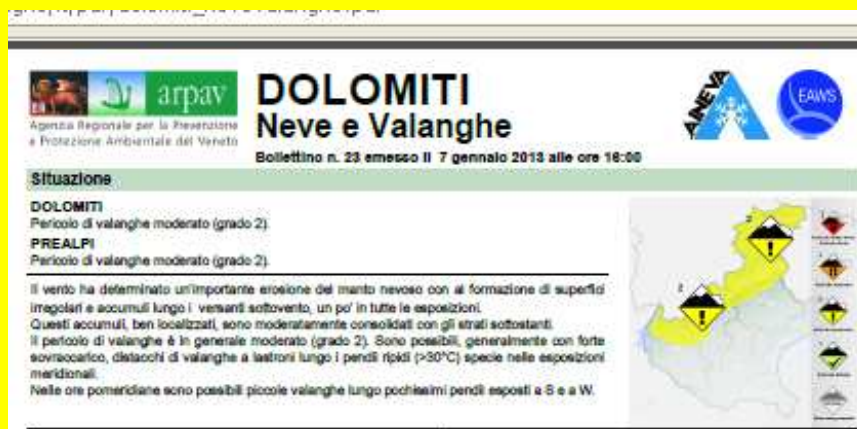 arpav
Agenzia Regionale per la Prevenzione
e Protezione Ambientale del Veneto
DOLOMITI
Neve e Valanghe
Bollettino n. 23 emesso il 7 gennaio 2013 alle ore 16:00
AINEVA
EAWS
Situazione
DOLOMITI
Pericolo di valanghe moderato (grado 2).
PREALPI
Pericolo di valanghe moderato (grado 2).
Il vento ha determinato un'importante erosione del manto nevoso con al formazione di superfici
irregolari e accumuli lungo i versanti sottovento, un po' in tutte le esposizioni.
Questi accumuli, ben localizzati, sono moderatamente consolidati con gli strati sottostanti.
Il pericolo di valanghe è in generale moderato (grado 2). Sono possibili, generalmente con forte
sovraccarico, distacchi di valanghe a lastroni lungo i pendii ripidi (>30°C) specie nelle esposizioni
meridionali.
Nelle ore pomeridiane sono possibili piccole valanghe lungo pochissimi pendii esposti a S e a W.
2
2